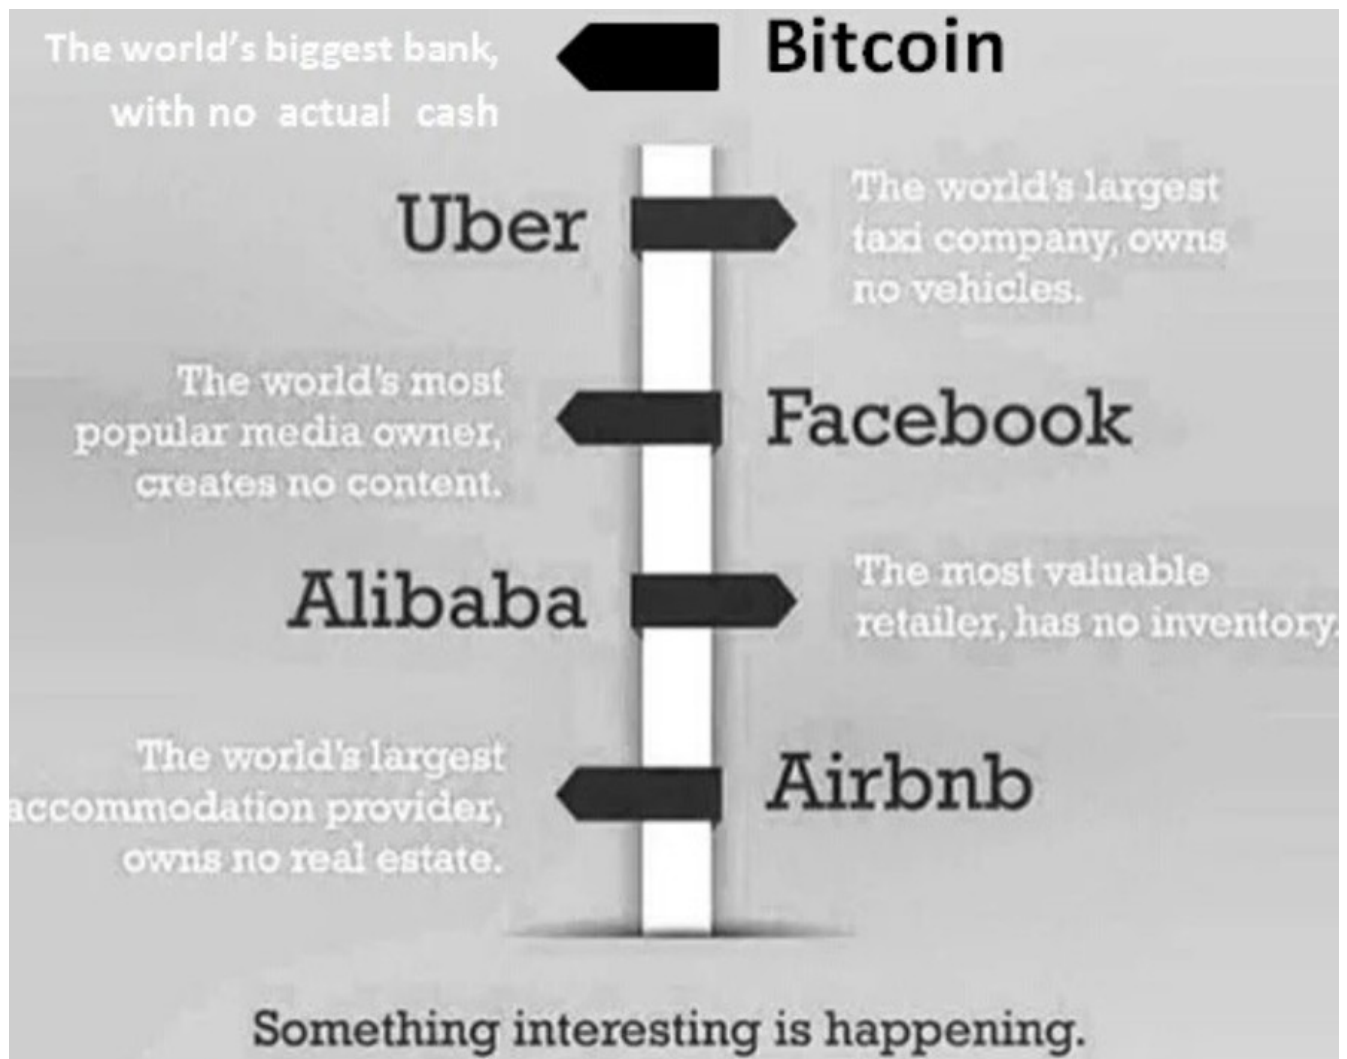 The world's biggest bank,
with no actual cash
Bitcoin
Uber
The world's largest
taxi company, owns
no vehicles.
The world's most
popular media owner,
creates no content.
Facebook
Alibaba
The most valuable
retailer, has no inventory.
The world's largest
accommodation provider,
owns no real estate.
Airbnb
Something interesting is happening.